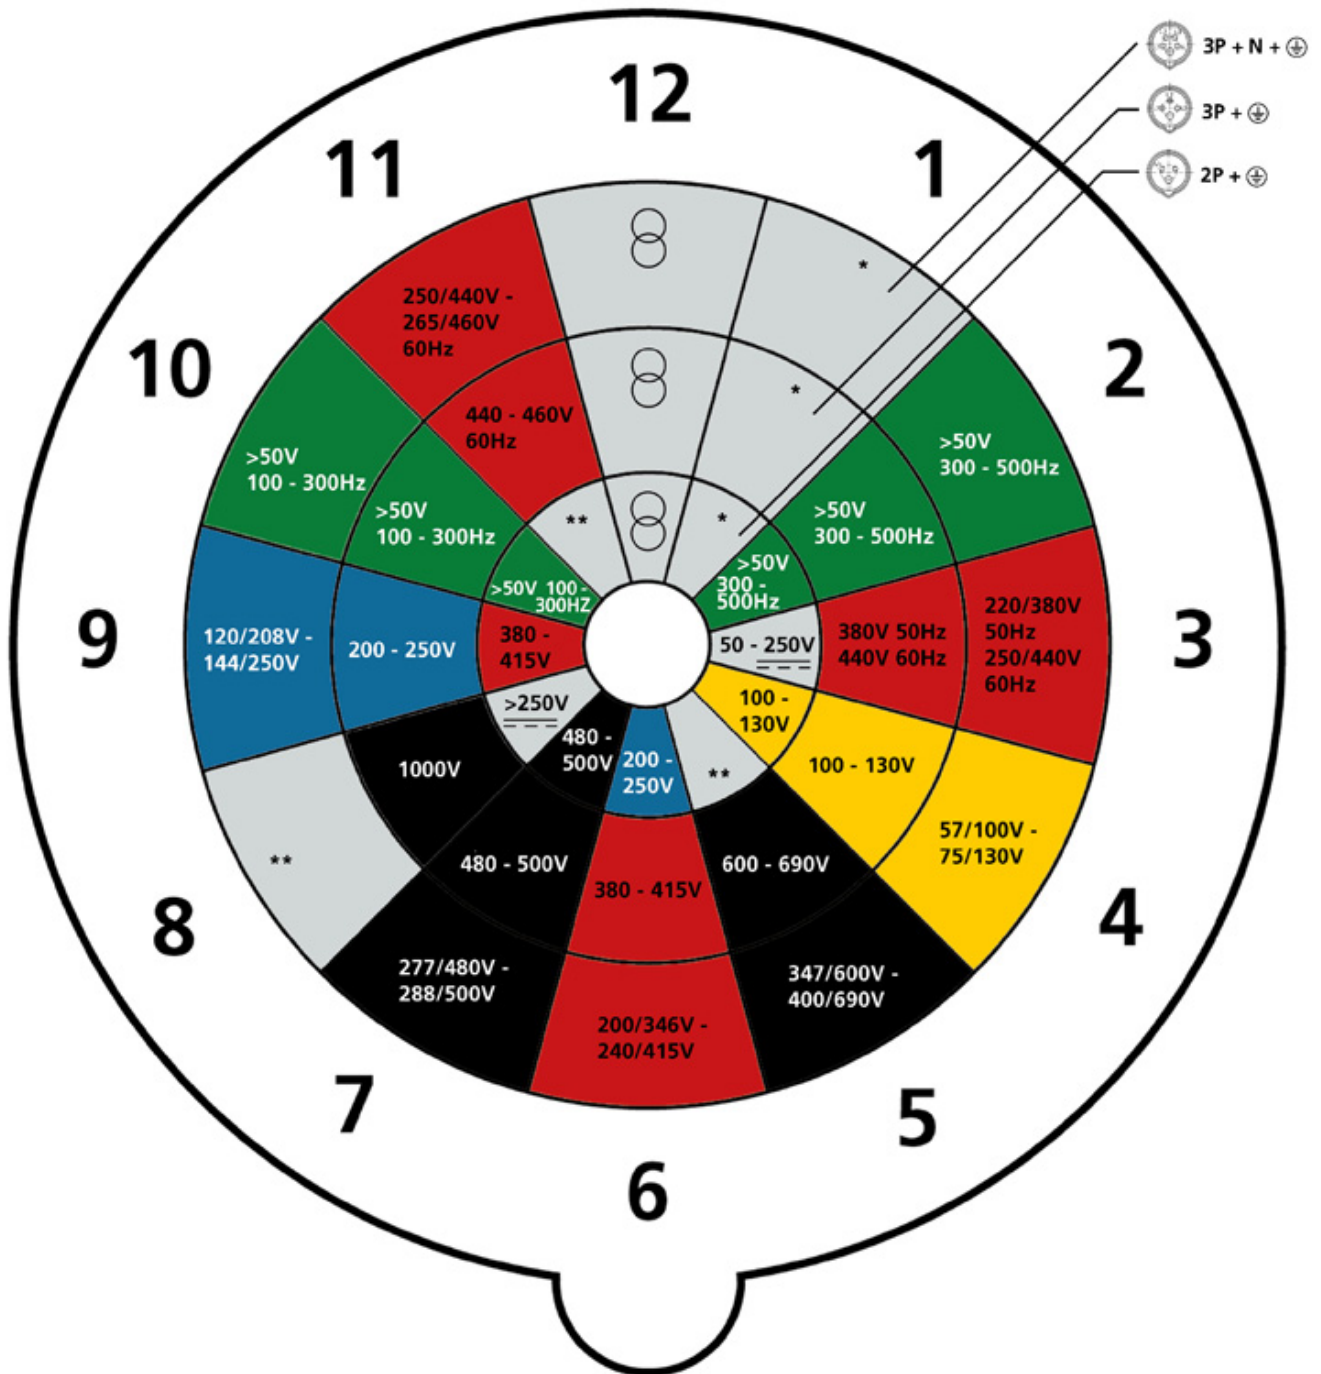 3P + N +
3P +
2P +
12
1
2
3
4
5
6
7
8
9
10
11
*
*
*
>50V
300 - 500Hz
>50V
300 - 500Hz
>50V
300 -
500Hz
220/380V
50Hz
250/440V
60Hz
380V 50Hz
440V 60Hz
50 - 250V
57/100V -
75/130V
100 - 130V
100 -
130V
347/600V -
400/690V
600 - 690V
**
200/346V -
240/415V
380 - 415V
200 -
250V
277/480V -
288/500V
480 - 500V
480 -
500V
**
1000V
>250V
120/208V -
144/250V
200 - 250V
380 -
415V
>50V
100 - 300Hz
>50V
100 - 300Hz
>50V 100 -
300HZ
250/440V -
265/460V
60Hz
440 - 460V
60Hz
**